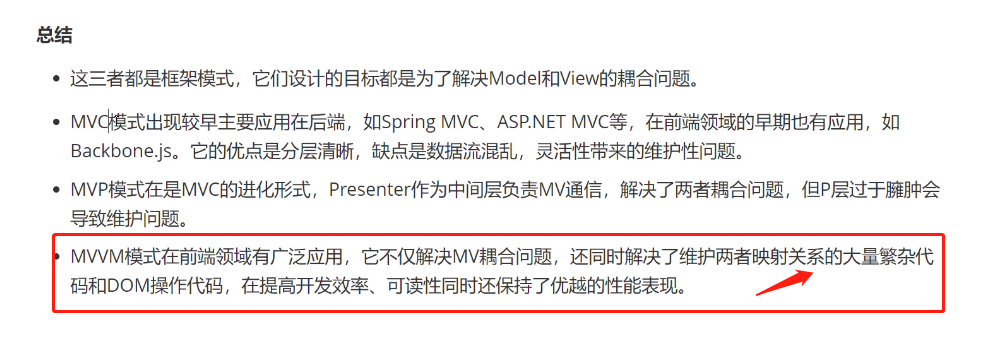 总结
这三者都是框架模式，它们设计的目标都是为了解决Model和View的耦合问题。
MVC模式出现较早主要应用在后端，如Spring MVC、ASP.NET MVC等，在前端领域的早期也有应用，如
Backbone.js。它的优点是分层清晰，缺点是数据流混乱，灵活性带来的维护性问题。
MVP模式在是MVC的进化形式，Presenter作为中间层负责MV通信，解决了两者耦合问题，但P层过于臃肿会
导致维护问题。
MVVM模式在前端领域有广泛应用，它不仅解决MV耦合问题，还同时解决了维护两者映射关系的大量繁杂代
码和DOM操作代码，在提高开发效率、可读性同时还保持了优越的性能表现。